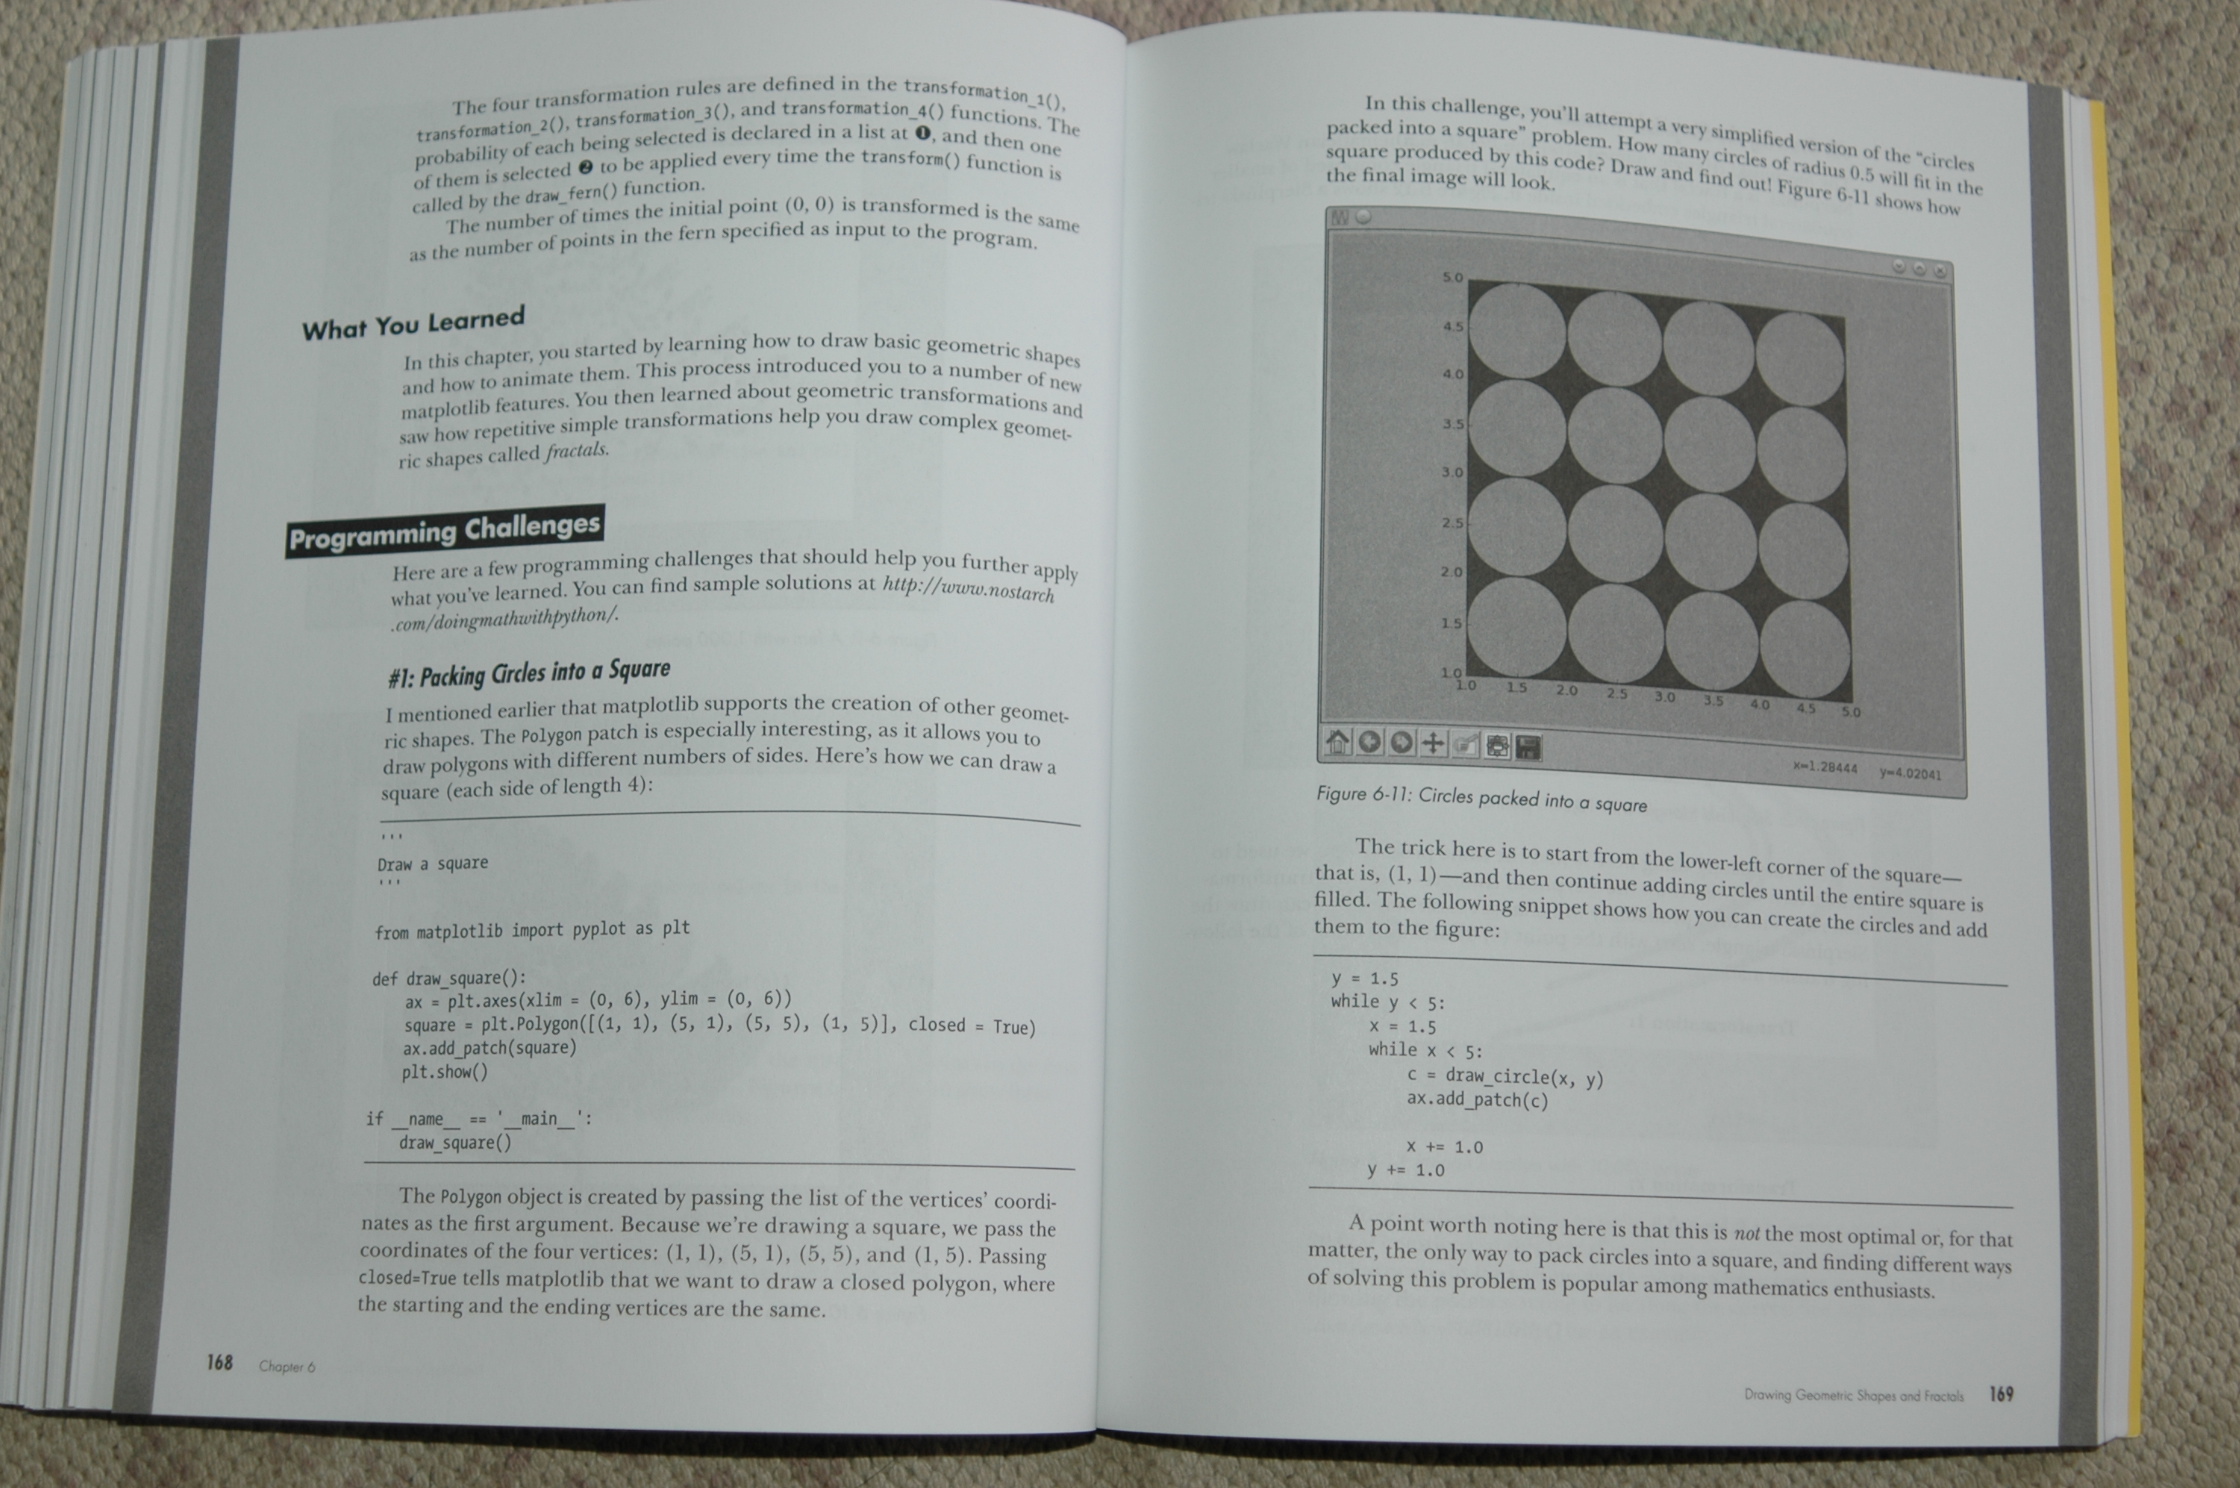 The four transformation rules are defined in the transformation_1(),
transformation_2(), transformation_3(), and transformation_4() functions. The
probability of each being selected is declared in a list at ❶, and then one
of them is selected ❷ to be applied every time the transform() function is
called by the draw_fern() function.
The number of times the initial point (0, 0) is transformed is the same
as the number of points in the fern specified as input to the program.
What You Learned
In this chapter, you started by learning how to draw basic geometric shapes
and how to animate them. This process introduced you to a number of new
matplotlib features. You then learned about geometric transformations and
saw how repetitive simple transformations help you draw complex geomet-
ric shapes called fractals.
Programming Challenges
Here are a few programming challenges that should help you further apply
what you've learned. You can find sample solutions at http://www.nostarch
.com/doingmathwithpython/.
#1: Packing Circles into a Square
I mentioned earlier that matplotlib supports the creation of other geomet-
ric shapes. The Polygon patch is especially interesting, as it allows you to
draw polygons with different numbers of sides. Here's how we can draw a
square (each side of length 4):
'''
Draw a square
'''
from matplotlib import pyplot as plt
def draw_square():
ax = plt.axes(xlim = (0, 6), ylim = (0, 6))
square = plt.Polygon([(1, 1), (5, 1), (5, 5), (1, 5)], closed = True)
ax.add_patch(square)
plt.show()
if __name__ == '__main__':
draw_square()
The Polygon object is created by passing the list of the vertices' coordi-
nates as the first argument. Because we're drawing a square, we pass the
coordinates of the four vertices: (1, 1), (5, 1), (5, 5), and (1, 5). Passing
closed=True tells matplotlib that we want to draw a closed polygon, where
the starting and the ending vertices are the same.
168 Chapter 6
In this challenge, you'll attempt a very simplified version of the "circles
packed into a square" problem. How many circles of radius 0.5 will fit in the
square produced by this code? Draw and find out! Figure 6-11 shows how
the final image will look.
5.0
4.5
4.0
3.5
3.0
2.5
2.0
1.5
1.0
1.0 1.5 2.0 2.5 3.0 3.5 4.0 4.5 5.0
x=1.28444 y=4.02041
Figure 6-11: Circles packed into a square
The trick here is to start from the lower-left corner of the square—
that is, (1, 1)—and then continue adding circles until the entire square is
filled. The following snippet shows how you can create the circles and add
them to the figure:
y = 1.5
while y < 5:
x = 1.5
while x < 5:
c = draw_circle(x, y)
ax.add_patch(c)
x += 1.0
y += 1.0
A point worth noting here is that this is not the most optimal or, for that
matter, the only way to pack circles into a square, and finding different ways
of solving this problem is popular among mathematics enthusiasts.
Drawing Geometric Shapes and Fractals 169